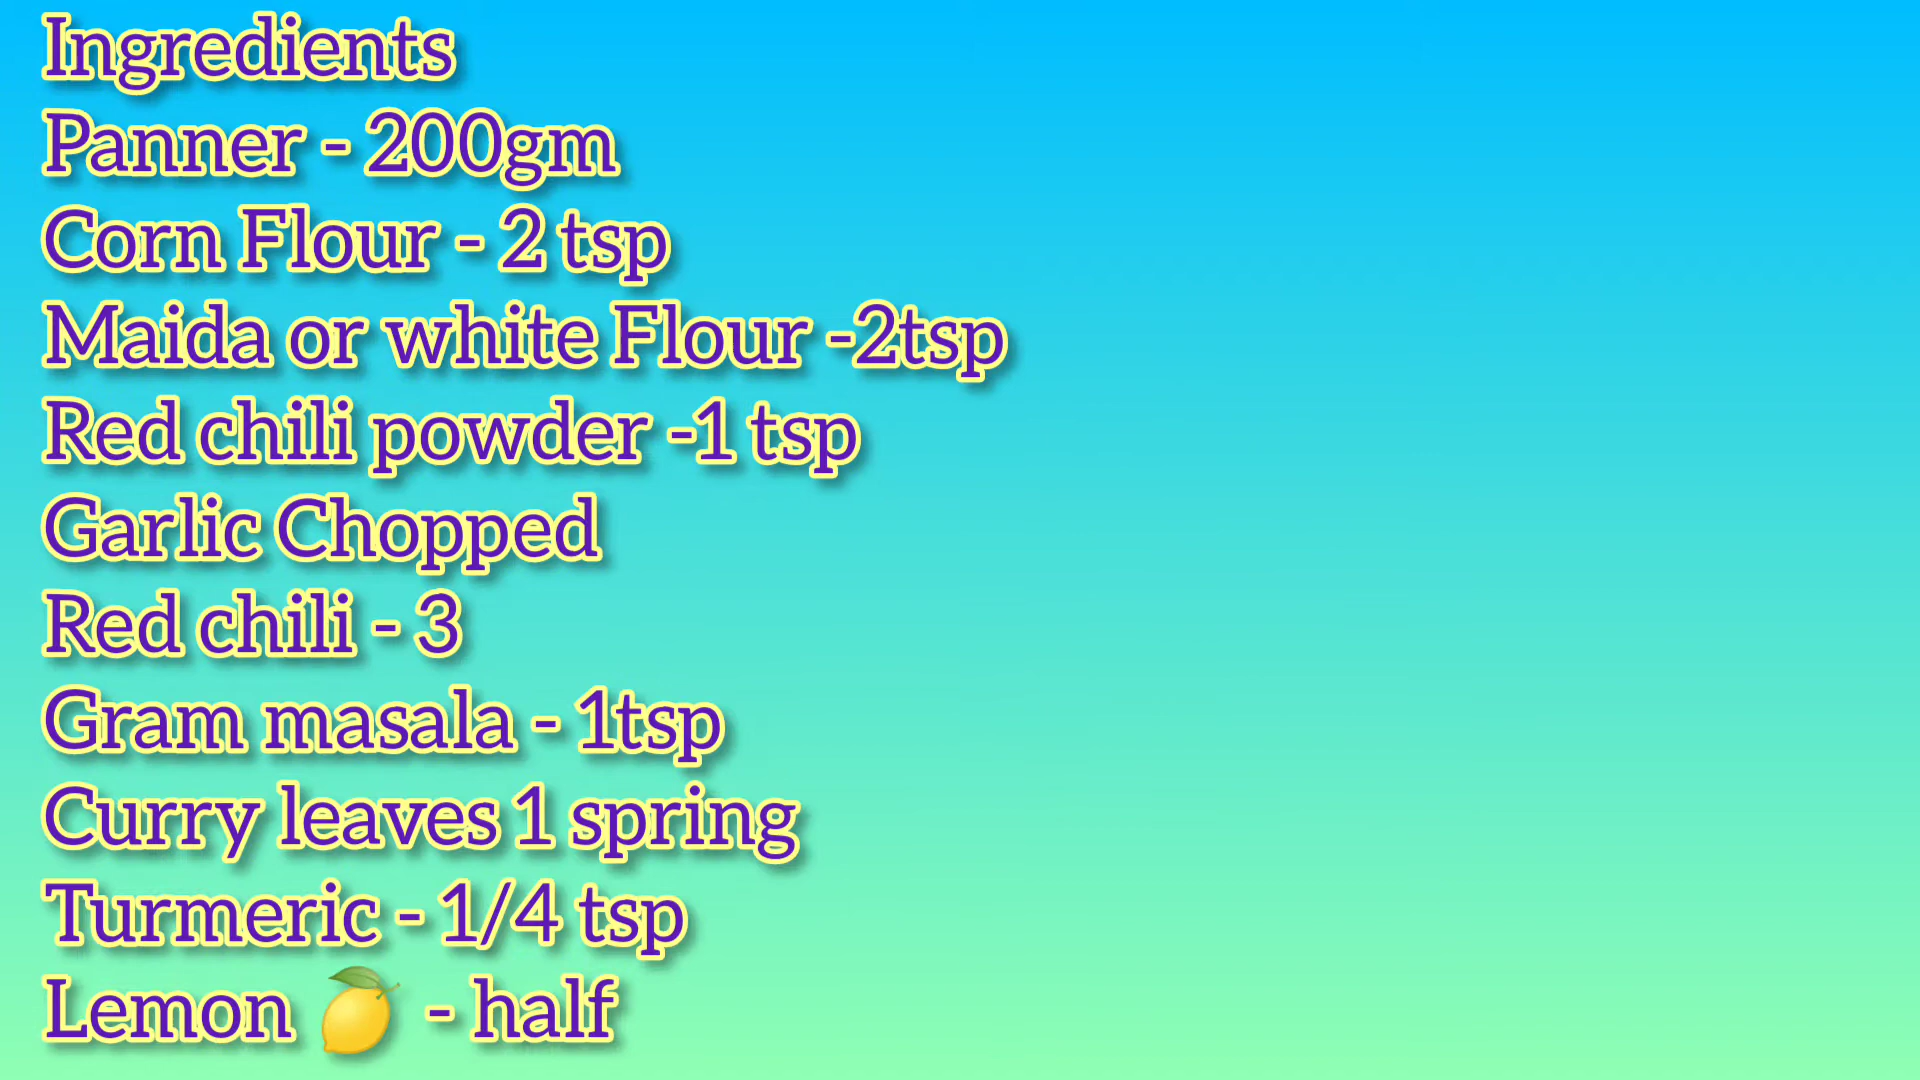 Ingredients
Panner - 200gm
Corn Flour - 2 tsp
Maida or white Flour -2tsp
Red chili powder -1 tsp
Garlic Chopped
Red chili - 3
Gram masala - 1tsp
Curry leaves 1 spring
Turmeric - 1/4 tsp
Lemon 🍋 - half